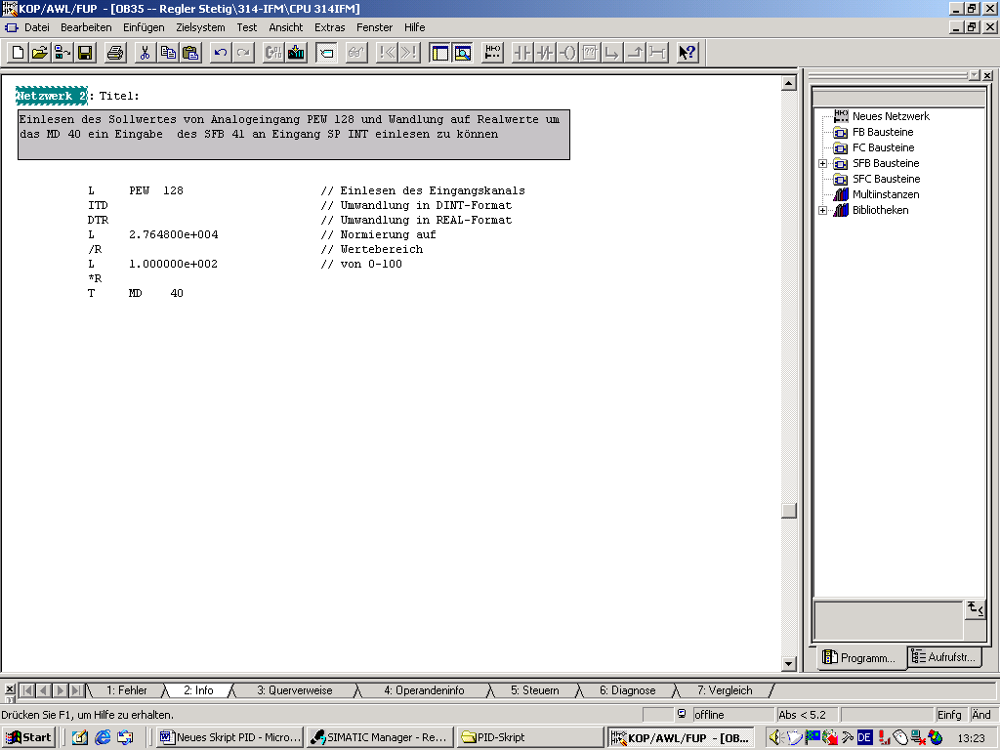 KOP/AWL/FUP - [OB35 -- Regler Stetig\314-IFM\CPU 314IFM]
Datei Bearbeiten Einfügen Zielsystem Test Ansicht Extras Fenster Hilfe
Netzwerk 2: Titel:
Einlesen des Sollwertes von Analogeingang PEW 128 und Wandlung auf Realwerte um
das MD 40 ein Eingabe des SFB 41 an Eingang SP INT einlesen zu können
L PEW 128 // Einlesen des Eingangskanals
ITD // Umwandlung in DINT-Format
DTR // Umwandlung in REAL-Format
L 2.764800e+004 // Normierung auf
/R // Wertebereich
L 1.000000e+002 // von 0-100
*R
T MD 40
Neues Netzwerk
FB Bausteine
FC Bausteine
SFB Bausteine
SFC Bausteine
Multiinstanzen
Bibliotheken
Programm... Aufrufstr...
1: Fehler 2: Info 3: Querverweise 4: Operandeninfo 5: Steuern 6: Diagnose 7: Vergleich
Drücken Sie F1, um Hilfe zu erhalten. offline Abs < 5.2 Einfg Änd
Start Neues Skript PID - Micro... SIMATIC Manager - Re... PID-Skript KOP/AWL/FUP - [OB... DE 13:23